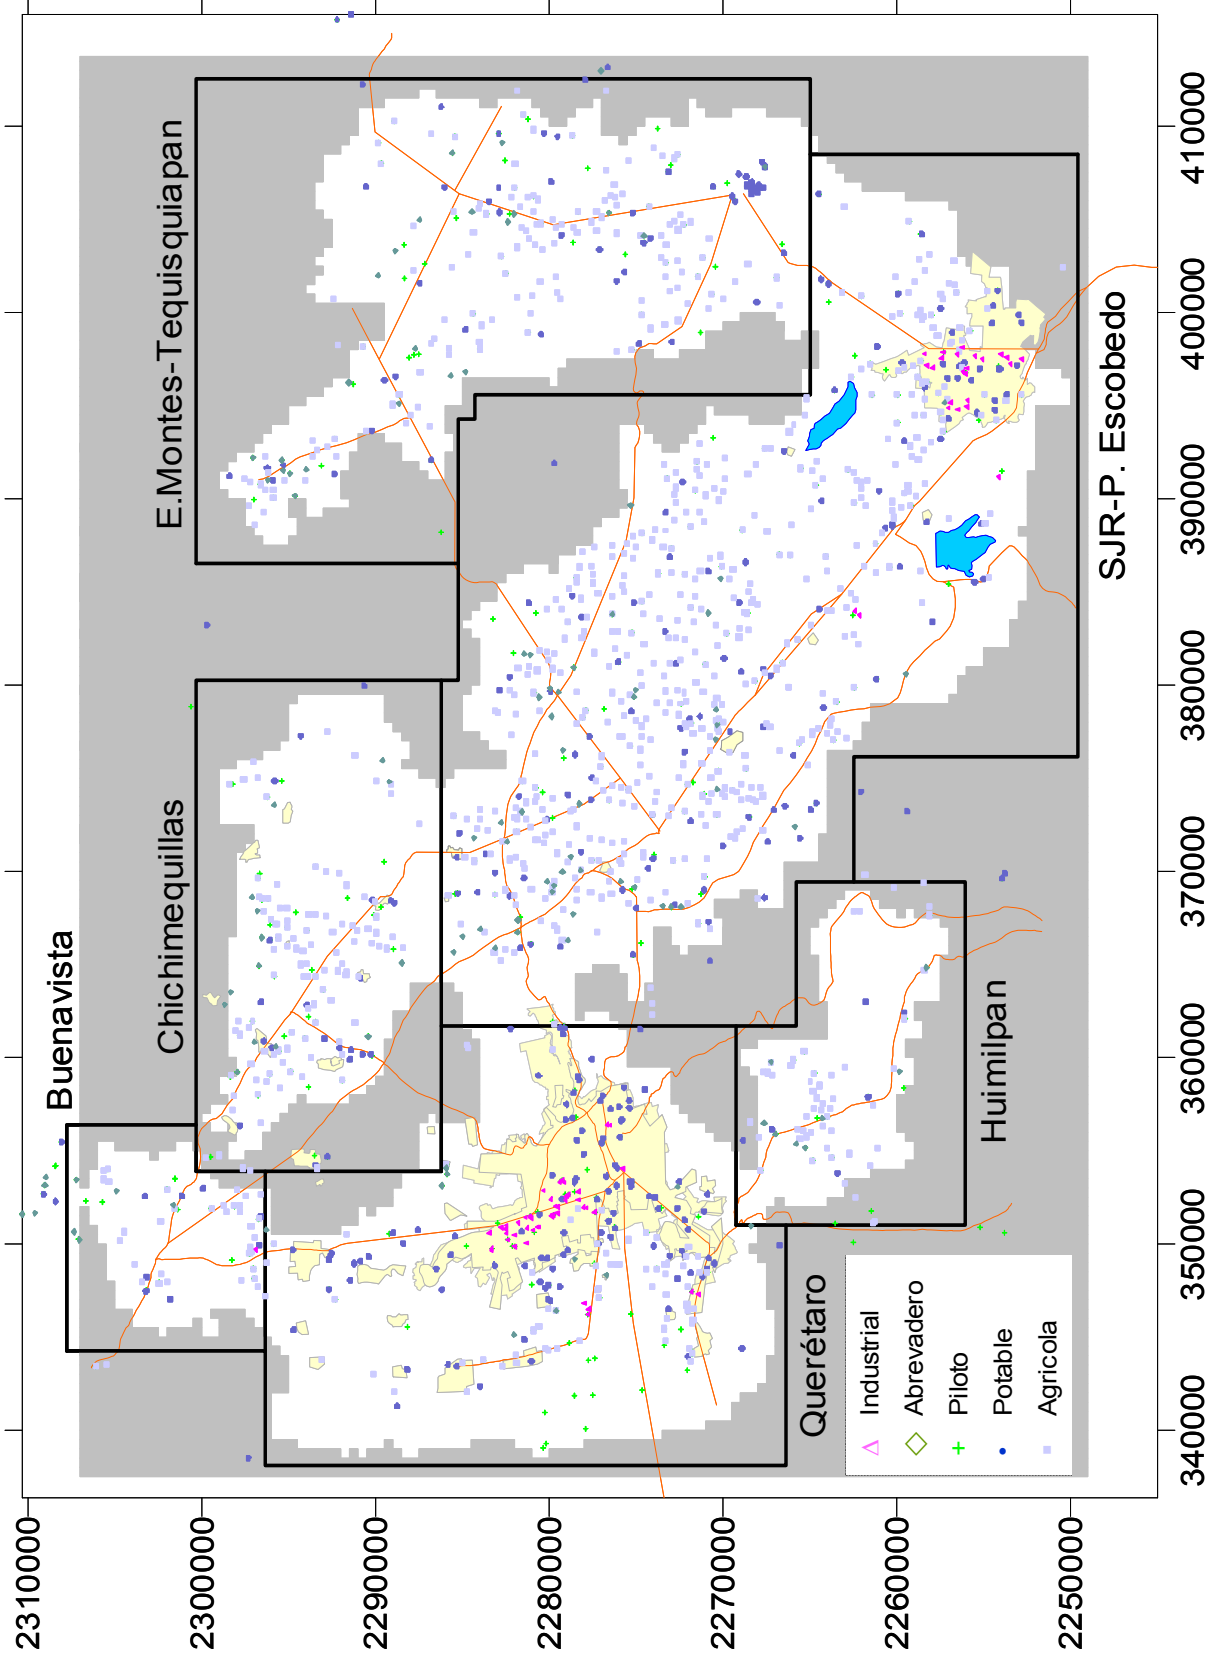 2310000
2300000
2290000
2280000
2270000
2260000
2250000
340000
350000
360000
370000
380000
390000
400000
410000
Buenavista
Chichimequillas
E.Montes-Tequisquiapan
SJR-P. Escobedo
Huimilpan
Querétaro
Industrial
Abrevadero
Piloto
Potable
Agricola